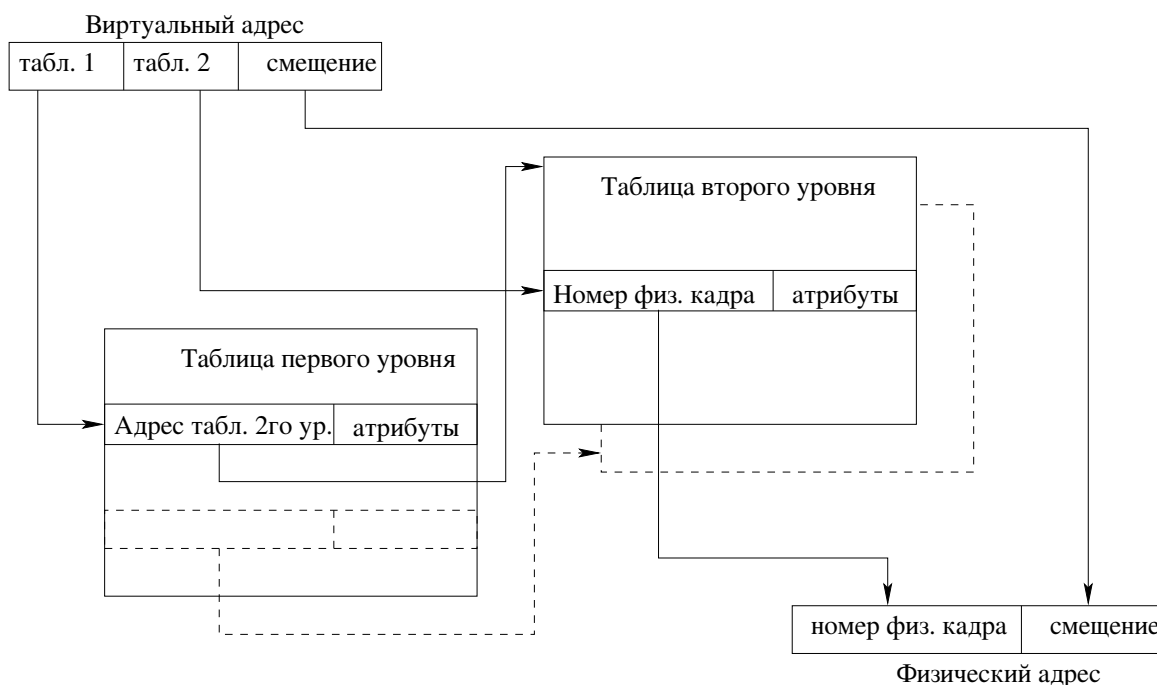 Виртуальный адрес
табл. 1 табл. 2 смещение
Таблица второго уровня
Номер физ. кадра атрибуты
Таблица первого уровня
Адрес табл. 2го ур. атрибуты
номер физ. кадра смещение
Физический адрес